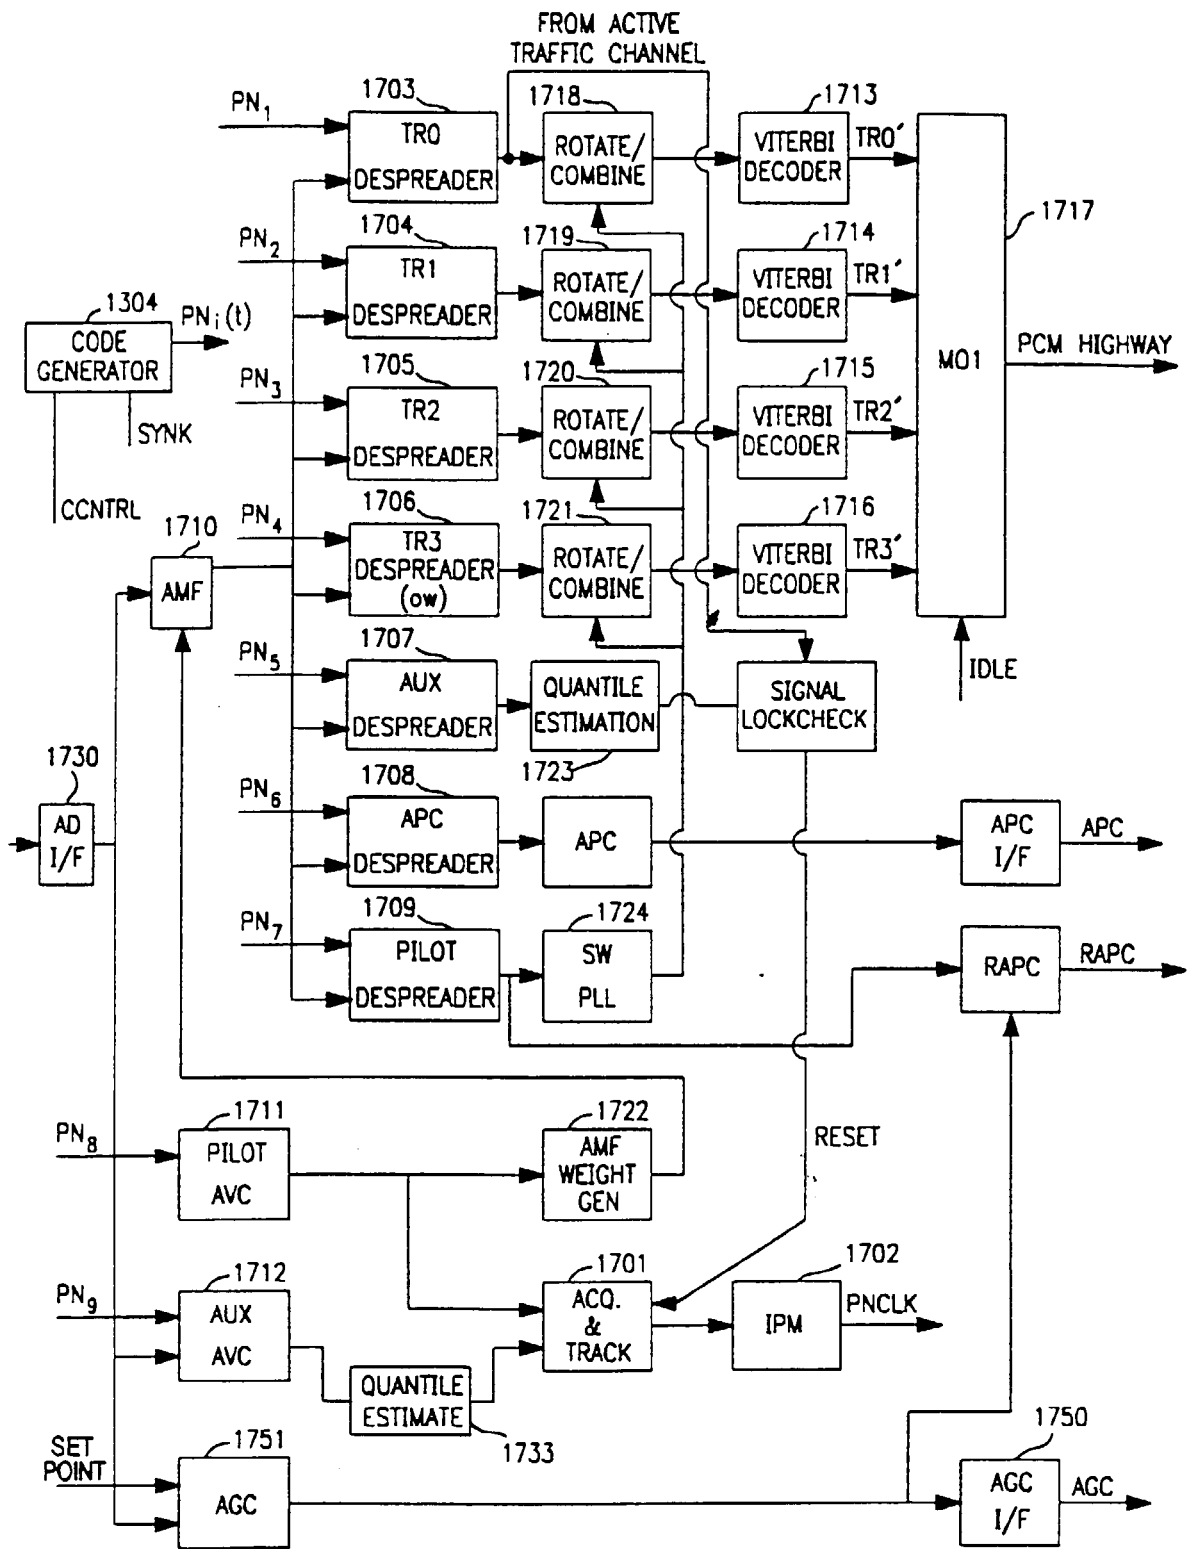 FROM ACTIVE
TRAFFIC CHANNEL
1703
1718
1713
PN1
TR0
DESPREADER
ROTATE/
COMBINE
VITERBI
DECODER
TR0'
1717
1704
1719
1714
PN2
TR1
DESPREADER
ROTATE/
COMBINE
VITERBI
DECODER
TR1'
1304
CODE
GENERATOR
PNi(t)
SYNK
CCNTRL
M01
PCM HIGHWAY
1705
1720
1715
PN3
TR2
DESPREADER
ROTATE/
COMBINE
VITERBI
DECODER
TR2'
1706
1721
1716
PN4
TR3
DESPREADER
(OW)
ROTATE/
COMBINE
VITERBI
DECODER
TR3'
1710
AMF
IDLE
1707
PN5
AUX
DESPREADER
QUANTILE
ESTIMATION
1723
SIGNAL
LOCKCHECK
1730
AD
I/F
1708
PN6
APC
DESPREADER
APC
APC
I/F
APC
1709
1724
PN7
PILOT
DESPREADER
SW
PLL
RAPC
RAPC
1711
1722
PN8
PILOT
AVC
AMF
WEIGHT
GEN
RESET
1712
1701
1702
PN9
AUX
AVC
ACQ.
&
TRACK
IPM
PNCLK
QUANTILE
ESTIMATE
1733
1751
1750
SET
POINT
AGC
AGC
I/F
AGC